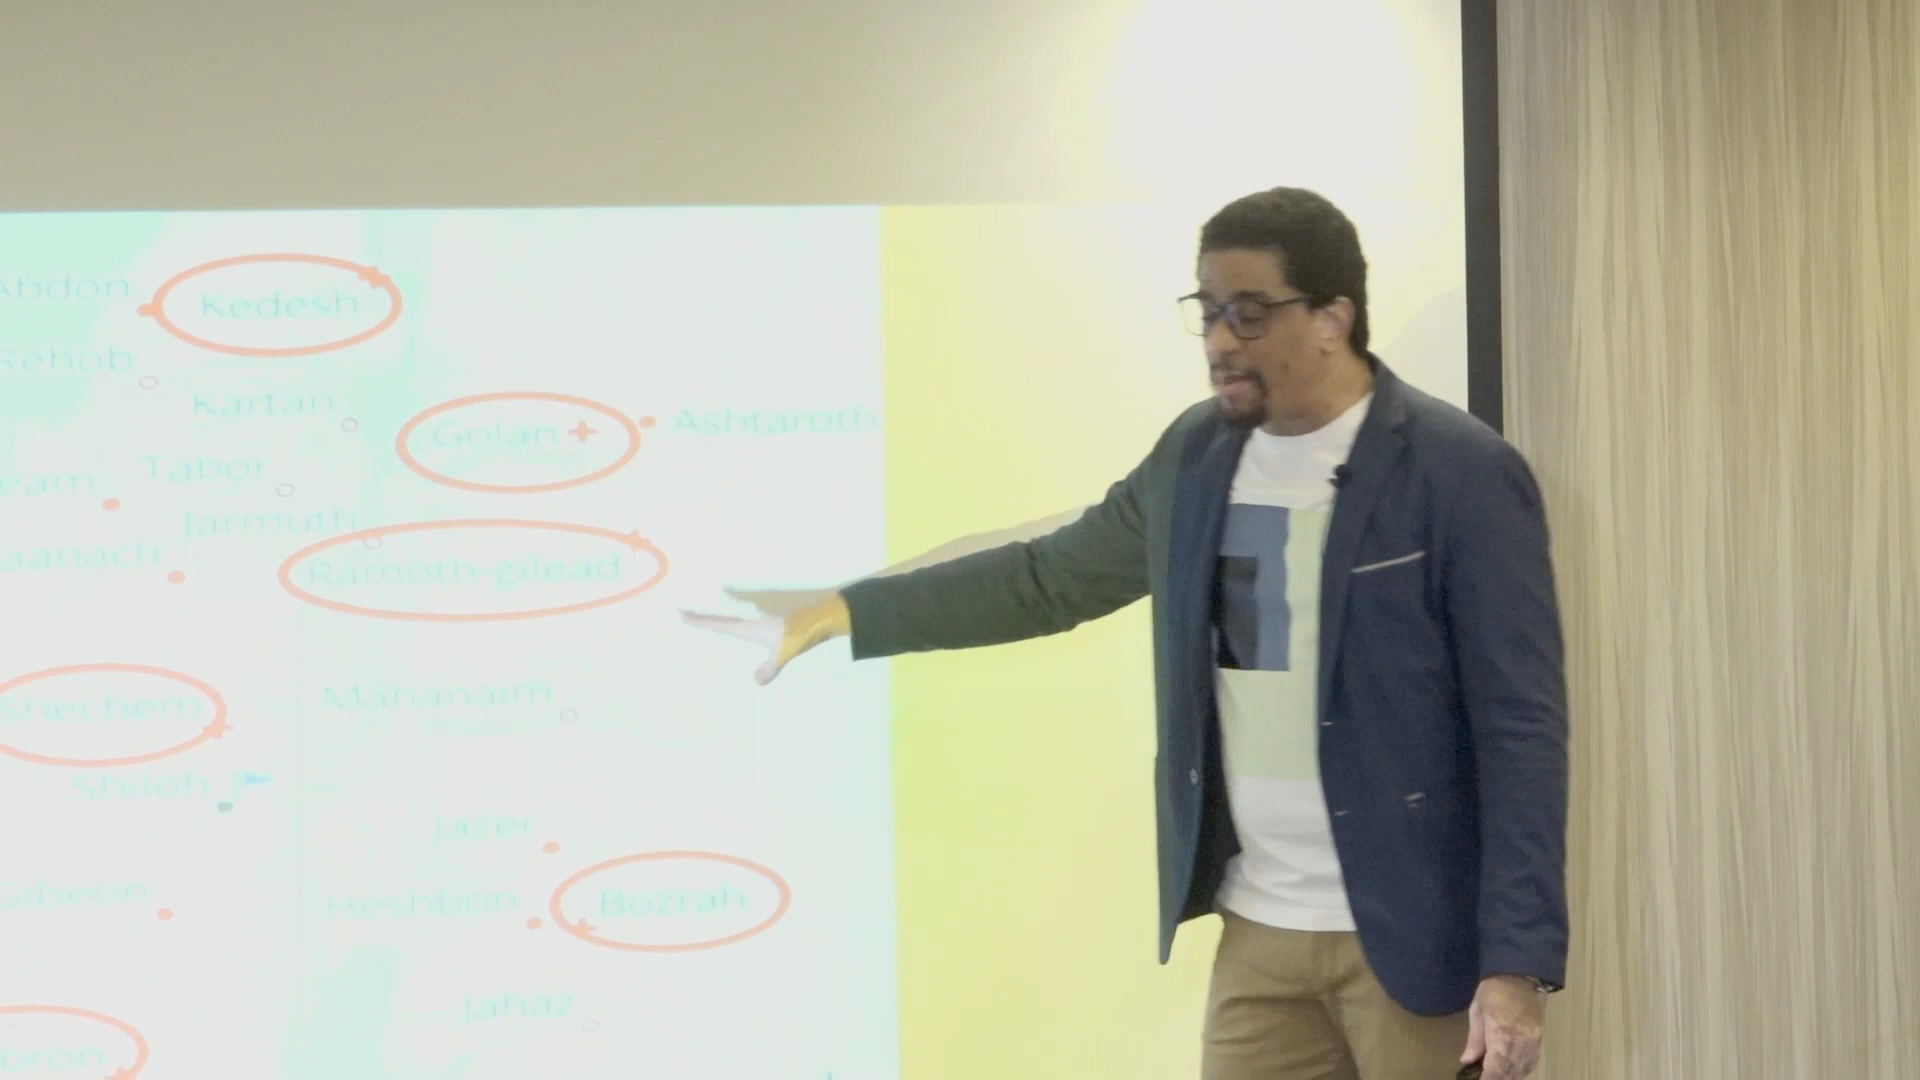 Abdon
Kedesh
Rehob
Kartan
Golan
Ashtaroth
Tabor
Jarmuth
Ramoth-gilead
Shechem
Mahanaim
Shiloh
Jazer
Gibeon
Heshbon
Bozrah
Jahaz